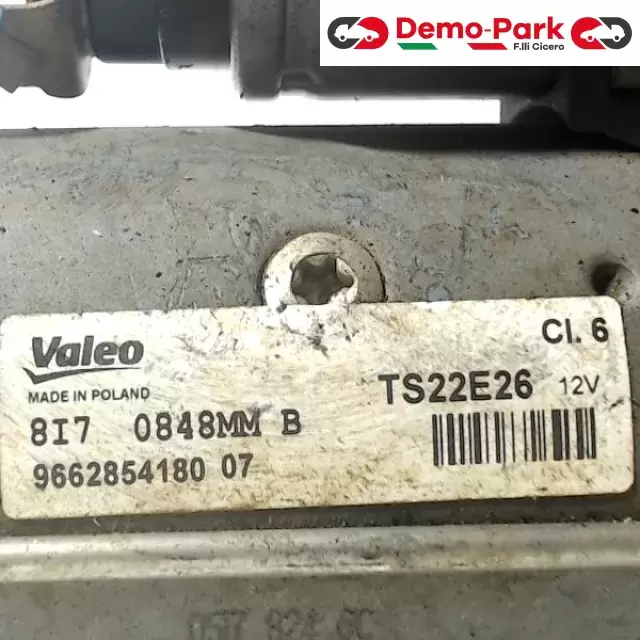 Demo-Park
F.lli Cicero
Valeo
Cl. 6
MADE IN POLAND
TS22E26 12V
8I7 0848MM B
9662854180 07